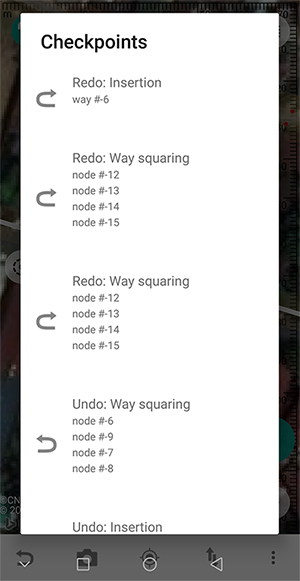 m
Checkpoints
Redo: Insertion
way #-6
Redo: Way squaring
node #-12
node #-13
node #-14
node #-15
Redo: Way squaring
node #-12
node #-13
node #-14
node #-15
Undo: Way squaring
node #-6
node #-9
node #-7
node #-8
Undo: Insertion
©CN
© 20